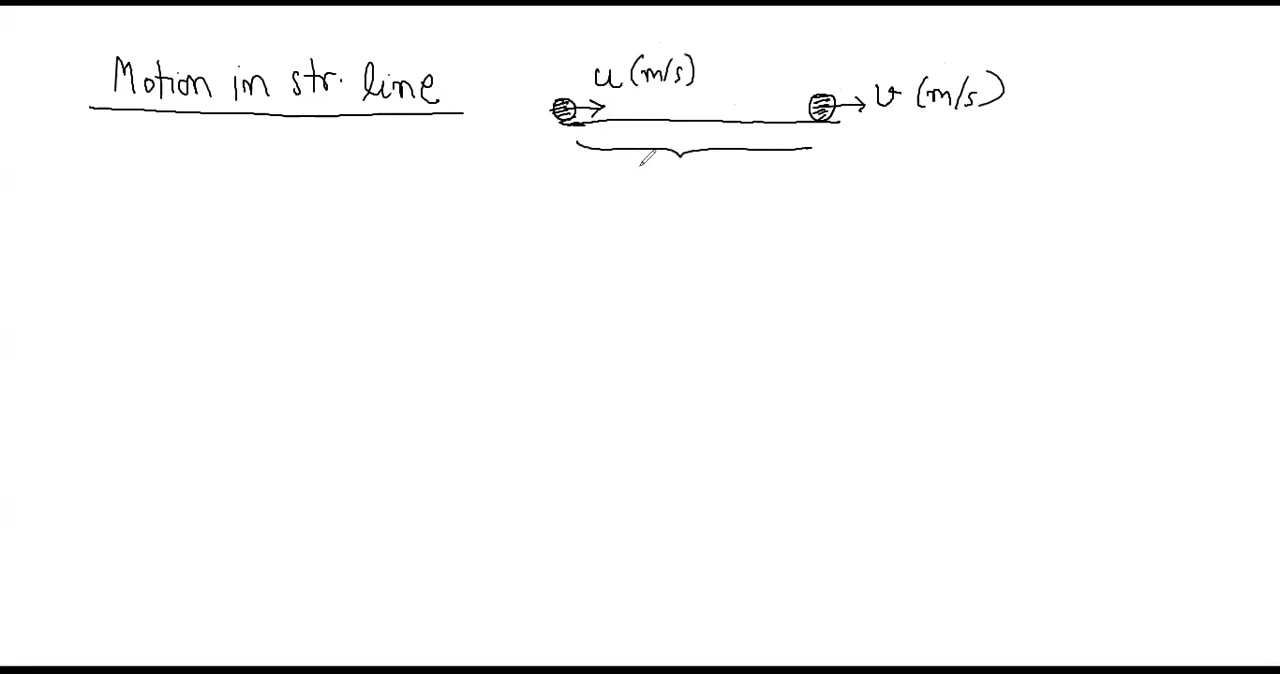 Motion in str. line
u (m/s)
v (m/s)